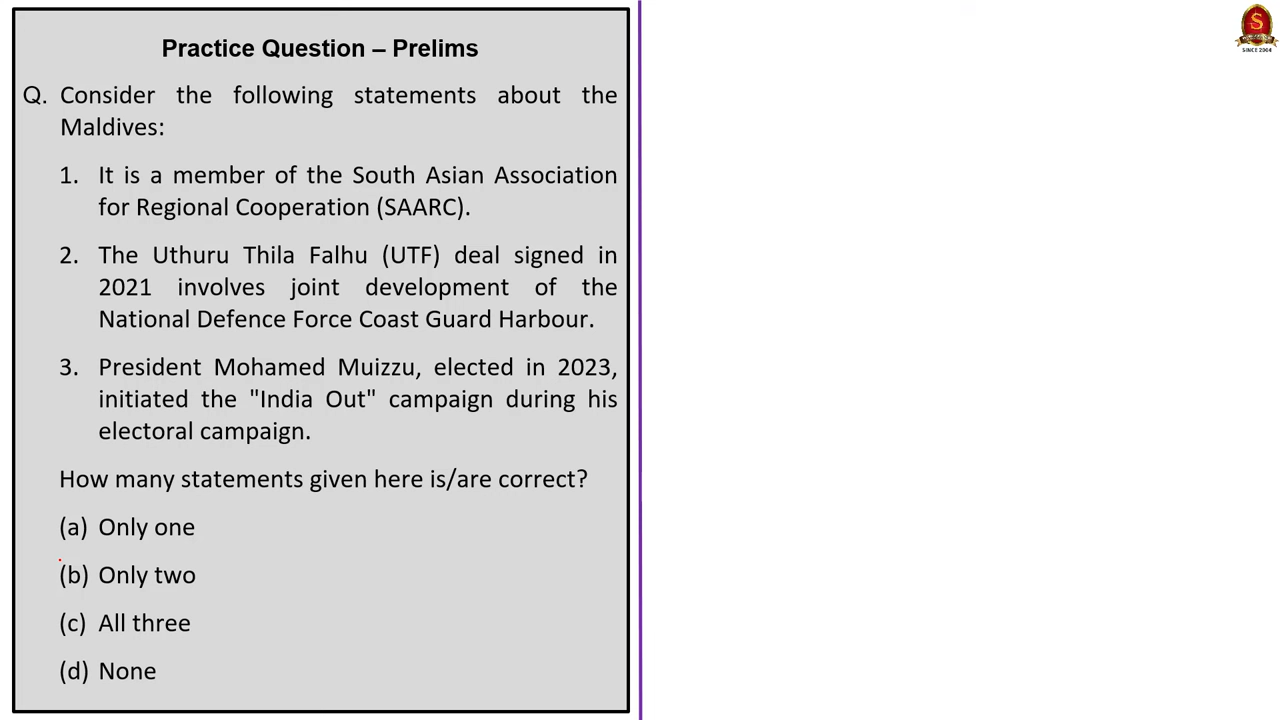 Practice Question – Prelims
Q. Consider the following statements about the
Maldives:
1. It is a member of the South Asian Association
for Regional Cooperation (SAARC).
2. The Uthuru Thila Falhu (UTF) deal signed in
2021 involves joint development of the
National Defence Force Coast Guard Harbour.
3. President Mohamed Muizzu, elected in 2023,
initiated the "India Out" campaign during his
electoral campaign.
How many statements given here is/are correct?
(a) Only one
(b) Only two
(c) All three
(d) None
S
SINCE 2004